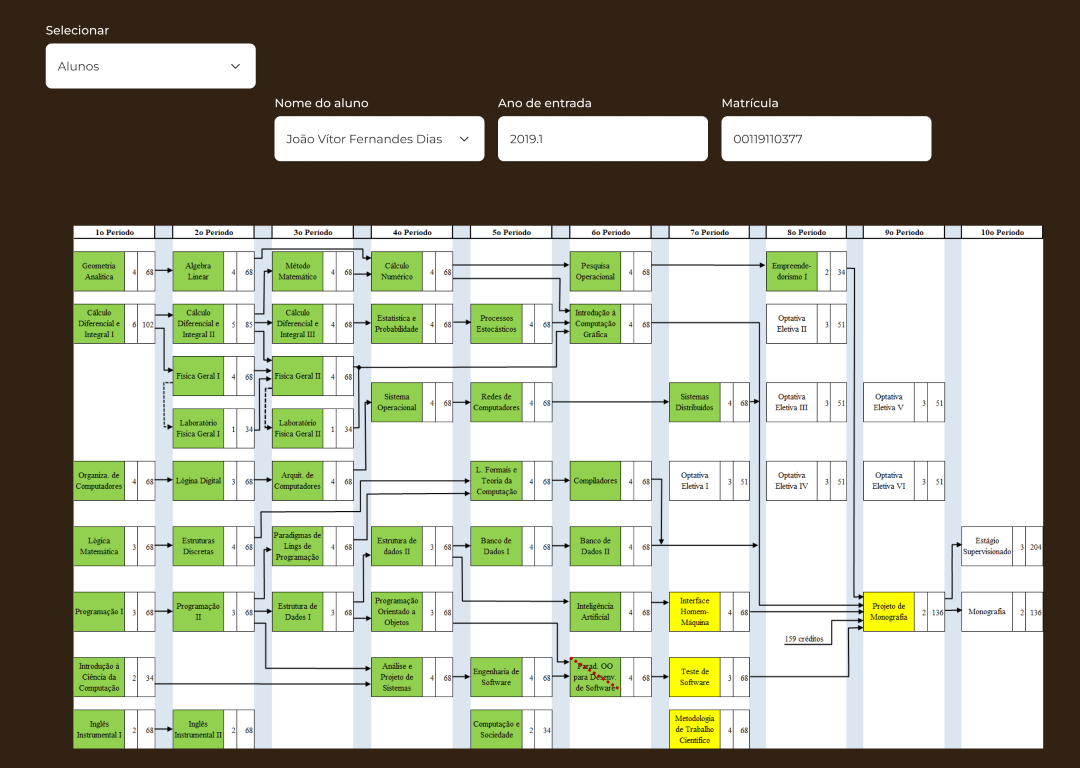 Selecionar
Alunos
Nome do aluno
Ano de entrada
Matrícula
João Vítor Fernandes Dias
2019.1
00119110377
1o Período
2o Período
3o Período
4o Período
5o Período
6o Período
7o Período
8o Período
9o Período
10o Período
Geometria
Analítica
4 68
Álgebra
Linear
4 68
Método
Matemático
4 68
Cálculo
Numérico
4 68
Pesquisa
Operacional
4 68
Empreende-
dorismo I
2 34
Cálculo
Diferencial e
Integral I
6 102
Cálculo
Diferencial e
Integral II
5 85
Cálculo
Diferencial e
Integral III
4 68
Estatística e
Probabilidade
4 68
Processos
Estocásticos
4 68
Introdução à
Computação
Gráfica
4 68
Optativa
Eletiva II
3 51
Física Geral I
4 68
Física Geral II
4 68
Sistema
Operacional
4 68
Redes de
Computadores
4 68
Sistemas
Distribuídos
4 68
Optativa
Eletiva III
3 51
Optativa
Eletiva V
3 51
Laboratório
Física Geral I
1 34
Laboratório
Física Geral II
1 34
Organiza. de
Computadores
4 68
Lógina Digital
3 68
Arquit. de
Computadores
4 68
L. Formais e
Teoria da
Computação
4 68
Compiladores
4 68
Optativa
Eletiva I
3 51
Optativa
Eletiva IV
3 51
Optativa
Eletiva VI
3 51
Lógica
Matemática
3 68
Estruturas
Discretas
4 68
Paradigmas de
Lings de
Programação
4 68
Estrutura de
dados II
3 68
Banco de
Dados I
4 68
Banco de
Dados II
4 68
Estágio
Supervisionado
3 204
Programação I
3 68
Programação
II
3 68
Estrutura de
Dados I
3 68
Programação
Orientado a
Objetos
3 68
Inteligência
Artificial
4 68
Interface
Homem-
Máquina
4 68
Projeto de
Monografia
2 136
Monografia
2 136
159 créditos
Introdução à
Ciência da
Computação
2 34
Análise e
Projeto de
Sistemas
4 68
Engenharia de
Software
4 68
Parad. OO
para Desenv.
de Software
4 68
Teste de
Software
3 68
Inglês
Instrumental I
2 68
Inglês
Instrumental II
2 68
Computação e
Sociedade
2 34
Metodologia
de Trabalho
Científico
4 68